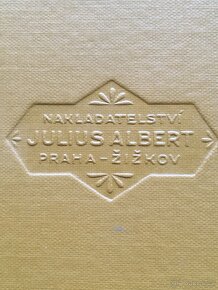 NAKLADATELSTVÍ
JULIUS ALBERT
PRAHA-ŽIŽKOV